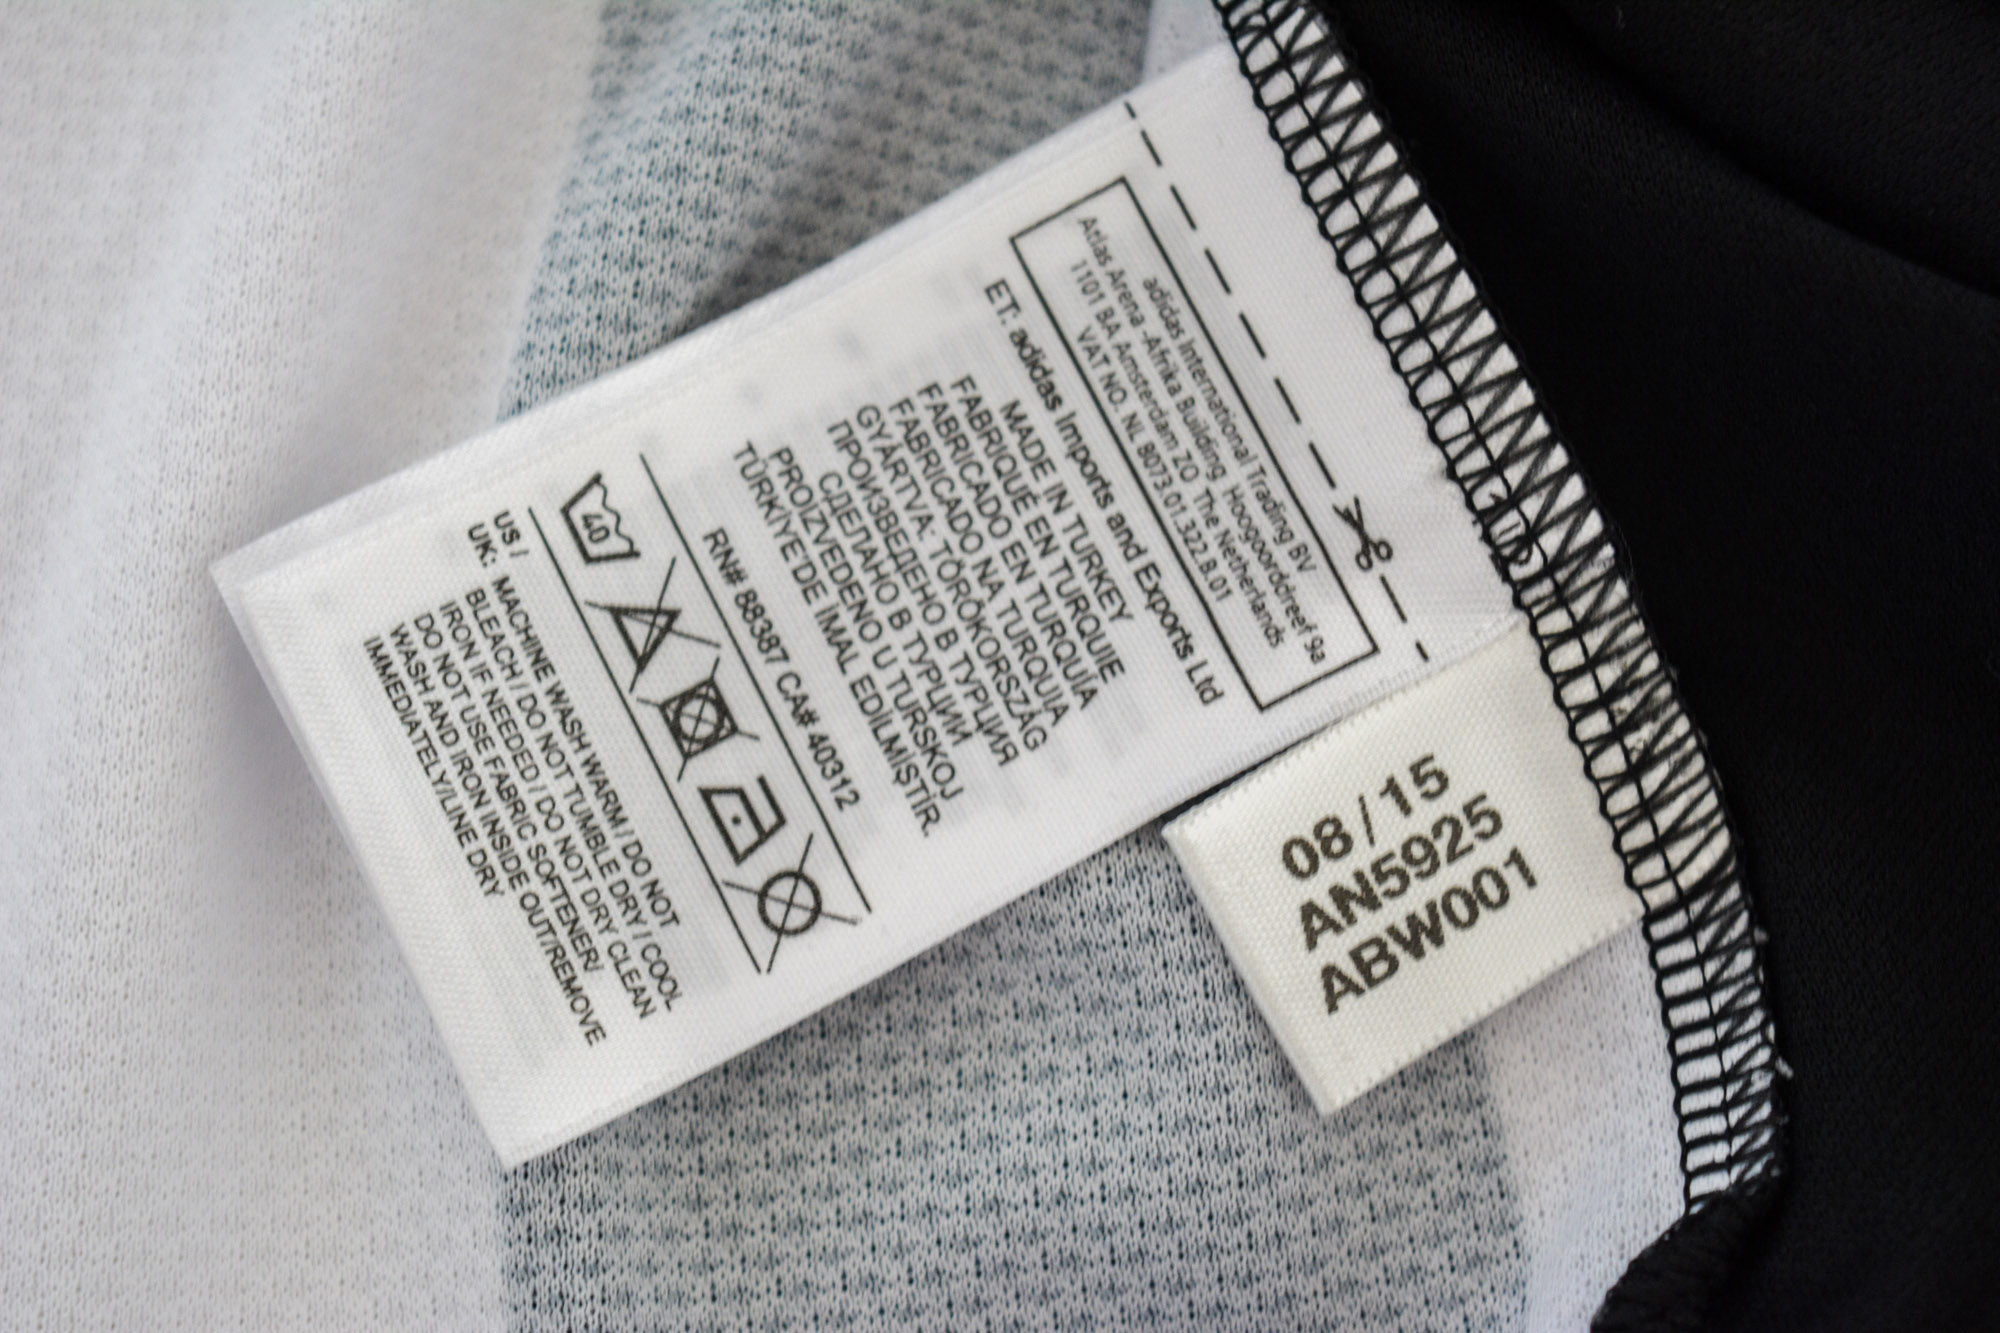 adidas International Trading BV
Atlas Arena -Afrika Building Hoogoorddreef 9a
1101 BA Amsterdam ZO The Netherlands
VAT NO. NL 8073.01.322.B.01
ET: adidas Imports and Exports Ltd
MADE IN TURKEY
FABRIQUÉ EN TURQUIE
FABRICADO EN TURQUÍA
FABRICADO NA TURQUIA
GYÁRTVA: TÖRÖKORSZÁG
ПРОИЗВЕДЕНО В ТУРЦИЯ
СДЕЛАНО В ТУРЦИИ
PROIZVEDENO U TURSKOJ
TÜRKİYE'DE İMAL EDİLMİŞTİR.
RN# 88387 CA# 40312
40
US /
UK: MACHINE WASH WARM / DO NOT
BLEACH / DO NOT TUMBLE DRY / COOL
IRON IF NEEDED / DO NOT DRY CLEAN
DO NOT USE FABRIC SOFTENER/
WASH AND IRON INSIDE OUT/REMOVE
IMMEDIATELY/LINE DRY
08 / 15
AN5925
ABW001